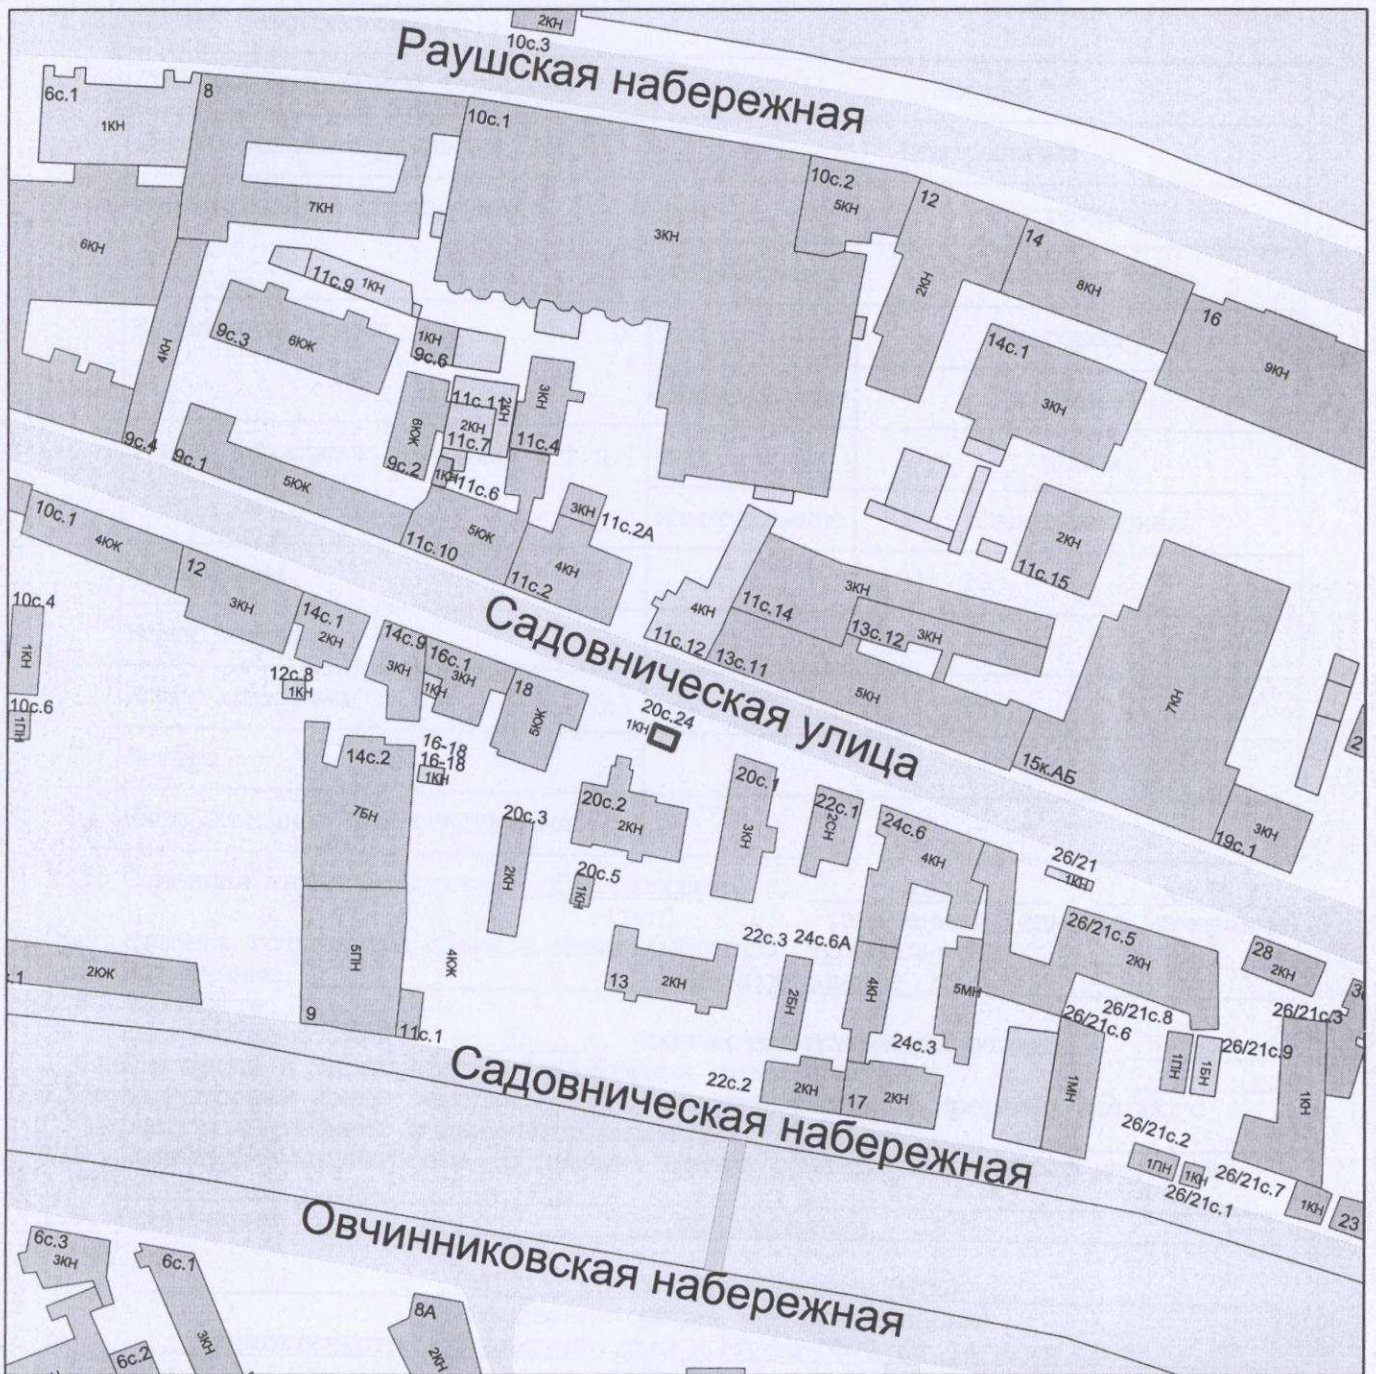 2КН
10с.3
Раушская набережная
6с.1
1КН
8
7КН
10с.1
3КН
10с.2
5КН
12
2КН
14
8КН
16
9КН
6КН
4КН
11с.9
1КН
9с.3
6КЖ
1КН
9с.6
14с.1
3КН
11с.11
2КН
2КН
11с.7
3КН
11с.4
6КЖ
9с.2
1КН
11с.6
9с.4
9с.1
5КЖ
11с.10
5КЖ
3КН
11с.2А
4КН
11с.2
2КН
11с.15
10с.1
4КЖ
12
3КН
14с.1
2КН
Садовническая улица
3КН
11с.14
4КН
11с.12
13с.12
3КН
13с.11
5КН
7КН
15к.АБ
10с.4
1КН
10с.6
1ПН
12с.8
1КН
14с.9
3КН
16с.1
3КН
1КН
18
5КЖ
20с.24
1КН
2
3КН
19с.1
14с.2
7БН
16-18
16-18
1КН
20с.3
2КН
20с.2
2КН
20с.5
1КН
20с.1
3КН
22с.1
2СН
24с.6
4КН
26/21
1КН
5ПН
4КЖ
9
11с.1
с.1
2КЖ
13
2КН
22с.3
24с.6А
2БН
4КН
5МН
24с.3
26/21с.5
2КН
28
2КН
26/21с.8
26/21с.6
26/21с.3
26/21с.9
1МН
1ПН
1БН
1КН
Садовническая набережная
22с.2
2КН
17
2КН
26/21с.2
1ПН
1КН
26/21с.1
26/21с.7
1КН
23
Овчинниковская набережная
6с.3
3КН
6с.1
3КН
6с.2
8А
2КН